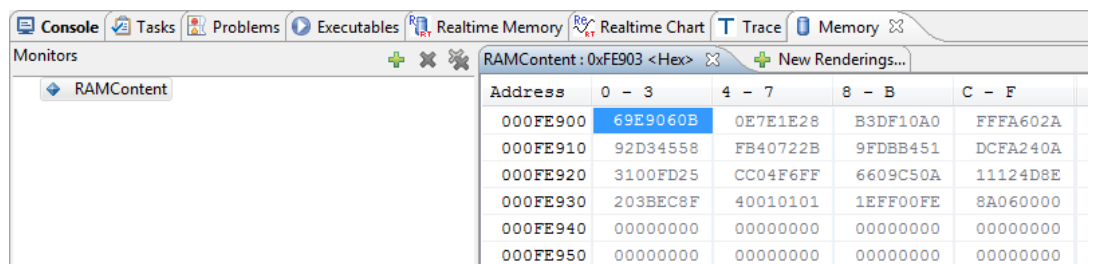 Console Tasks Problems Executables Realtime Memory Realtime Chart Trace Memory
Monitors
RAMContent
RAMContent : 0xFE903 <Hex> New Renderings...
Address 0 - 3 4 - 7 8 - B C - F
000FE900 69E9060B 0E7E1E28 B3DF10A0 FFFA602A
000FE910 92D34558 FB40722B 9FDBB451 DCFA240A
000FE920 3100FD25 CC04F6FF 6609C50A 11124D8E
000FE930 203BEC8F 40010101 1EFF00FE 8A060000
000FE940 00000000 00000000 00000000 00000000
000FE950 00000000 00000000 00000000 00000000